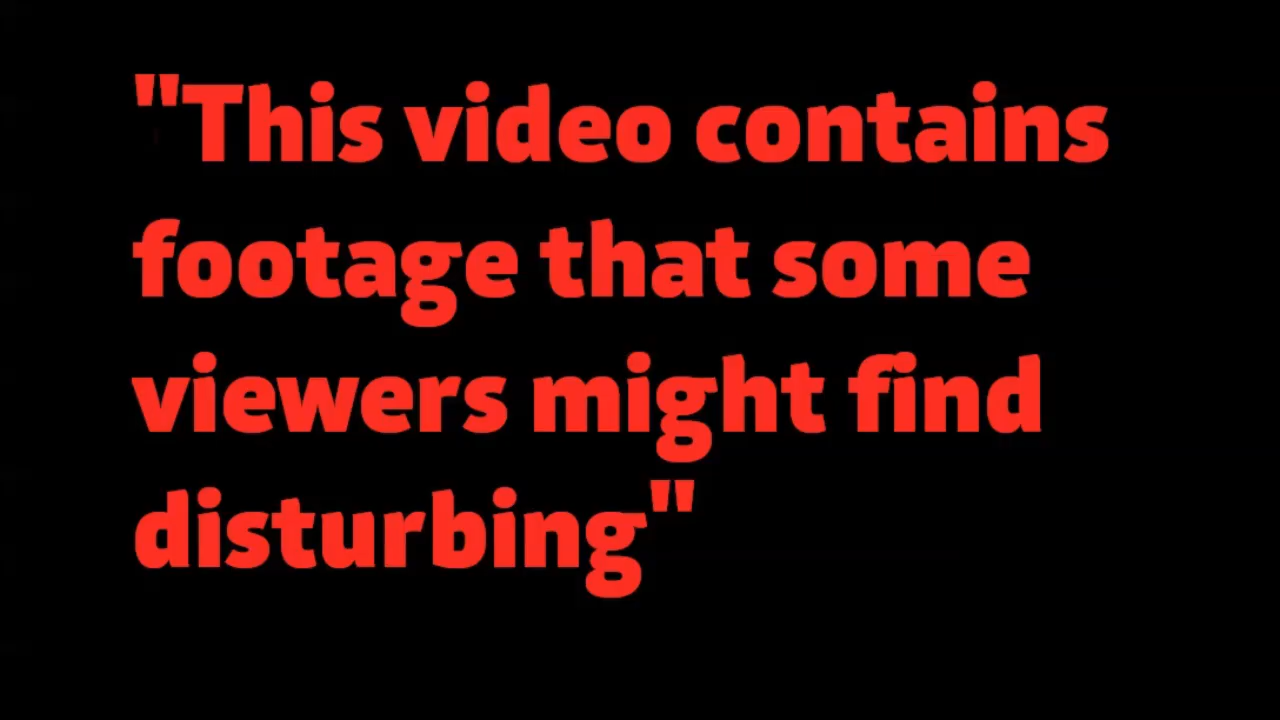 "This video contains
footage that some
viewers might find
disturbing"